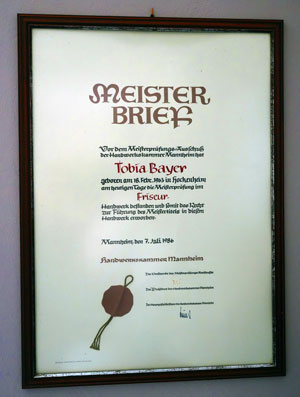 MEISTER
BRIEF
Vor dem Meisterprüfungs-Ausschuß
der Handwerkskammer Mannheim hat
Tobia Bayer
geboren am 18. Febr. 1963 in Hockenheim
am heutigen Tage die Meisterprüfung im
Friseur
Handwerk bestanden und somit das Recht
zur Führung des Meistertitels in diesem
Handwerk erworben.
Mannheim, den 7. Juli 1986
Handwerkskammer Mannheim